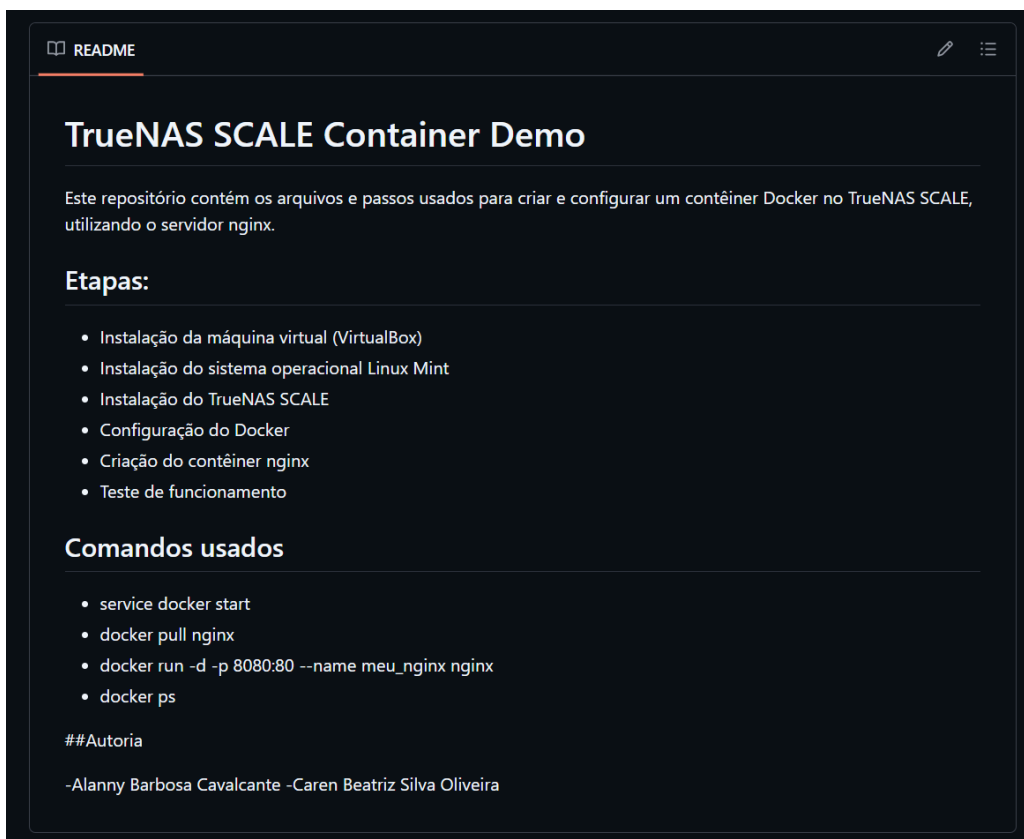 README
TrueNAS SCALE Container Demo
Este repositório contém os arquivos e passos usados para criar e configurar um contêiner Docker no TrueNAS SCALE,
utilizando o servidor nginx.
Etapas:
• Instalação da máquina virtual (VirtualBox)
• Instalação do sistema operacional Linux Mint
• Instalação do TrueNAS SCALE
• Configuração do Docker
• Criação do contêiner nginx
• Teste de funcionamento
Comandos usados
• service docker start
• docker pull nginx
• docker run -d -p 8080:80 --name meu_nginx nginx
• docker ps
##Autoria
-Alanny Barbosa Cavalcante -Caren Beatriz Silva Oliveira